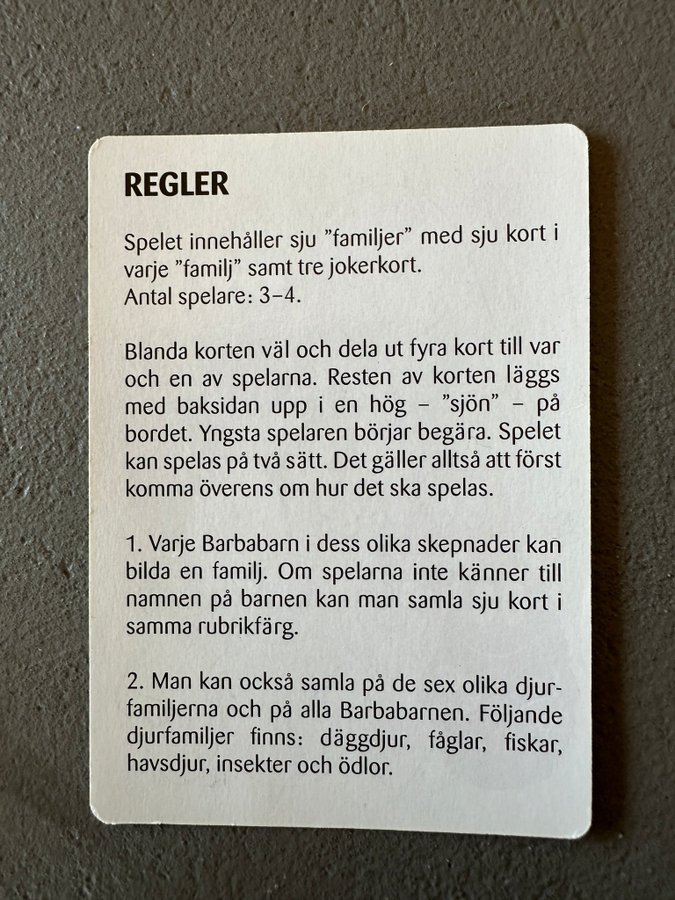 REGLER
Spelet innehåller sju ”familjer” med sju kort i
varje ”familj” samt tre jokerkort.
Antal spelare: 3–4.
Blanda korten väl och dela ut fyra kort till var
och en av spelarna. Resten av korten läggs
med baksidan upp i en hög – ”sjön” – på
bordet. Yngsta spelaren börjar begära. Spelet
kan spelas på två sätt. Det gäller alltså att först
komma överens om hur det ska spelas.
1. Varje Barbabarn i dess olika skepnader kan
bilda en familj. Om spelarna inte känner till
namnen på barnen kan man samla sju kort i
samma rubrikfärg.
2. Man kan också samla på de sex olika djur-
familjerna och på alla Barbabarnen. Följande
djurfamiljer finns: däggdjur, fåglar, fiskar,
havsdjur, insekter och ödlor.